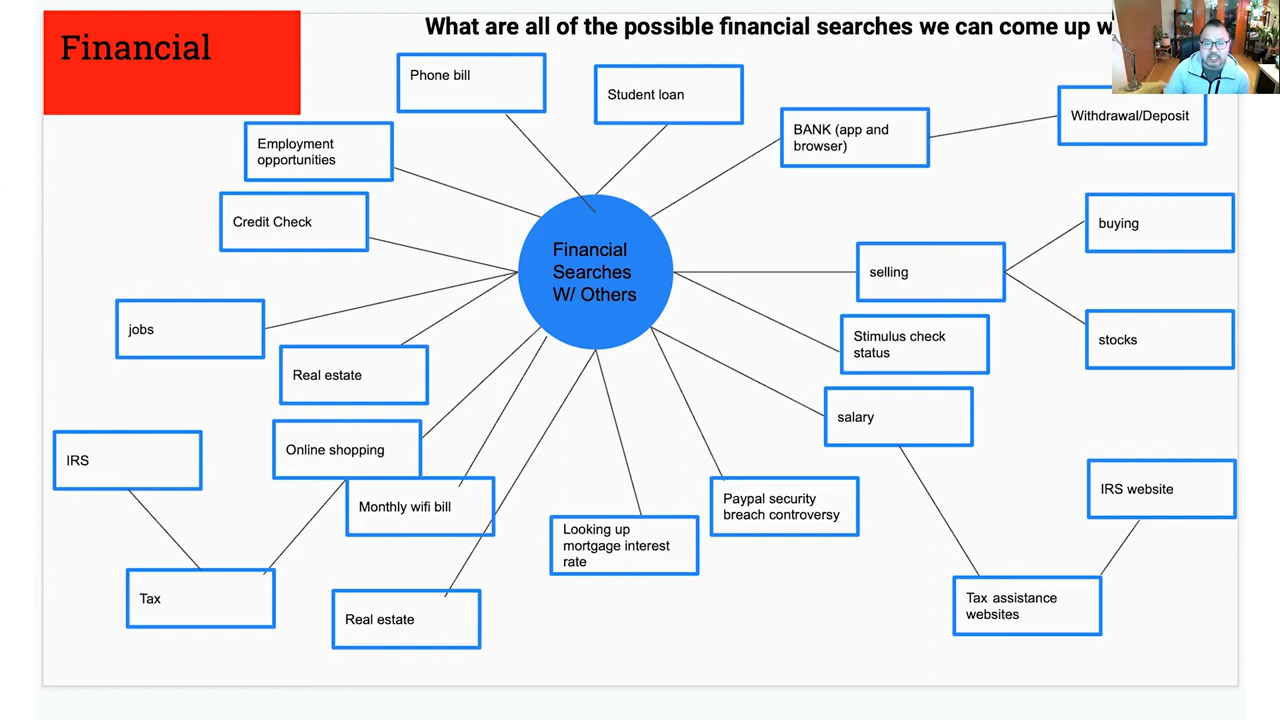 Financial
What are all of the possible financial searches we can come up w
Phone bill
Student loan
BANK (app and
browser)
Withdrawal/Deposit
Employment
opportunities
Credit Check
buying
Financial
Searches
W/ Others
selling
jobs
Stimulus check
status
stocks
Real estate
salary
Online shopping
IRS
Monthly wifi bill
Paypal security
breach controversy
IRS website
Looking up
mortgage interest
rate
Tax
Real estate
Tax assistance
websites